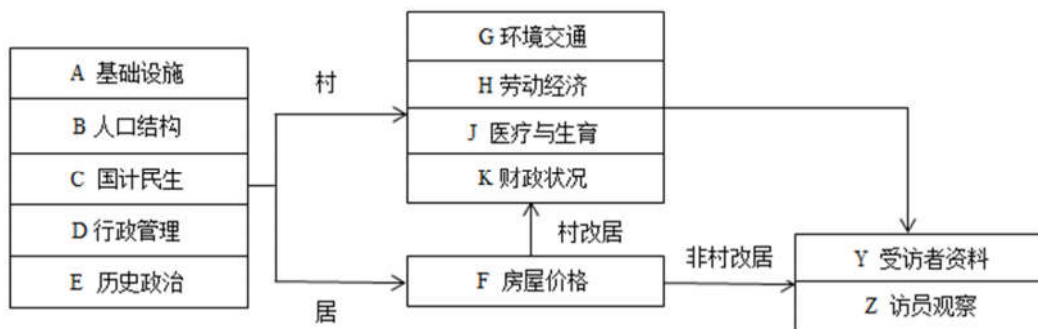 A 基础设施
B 人口结构
C 国计民生
D 行政管理
E 历史政治
村
居
G 环境交通
H 劳动经济
J 医疗与生育
K 财政状况
村改居
F 房屋价格
非村改居
Y 受访者资料
Z 访员观察